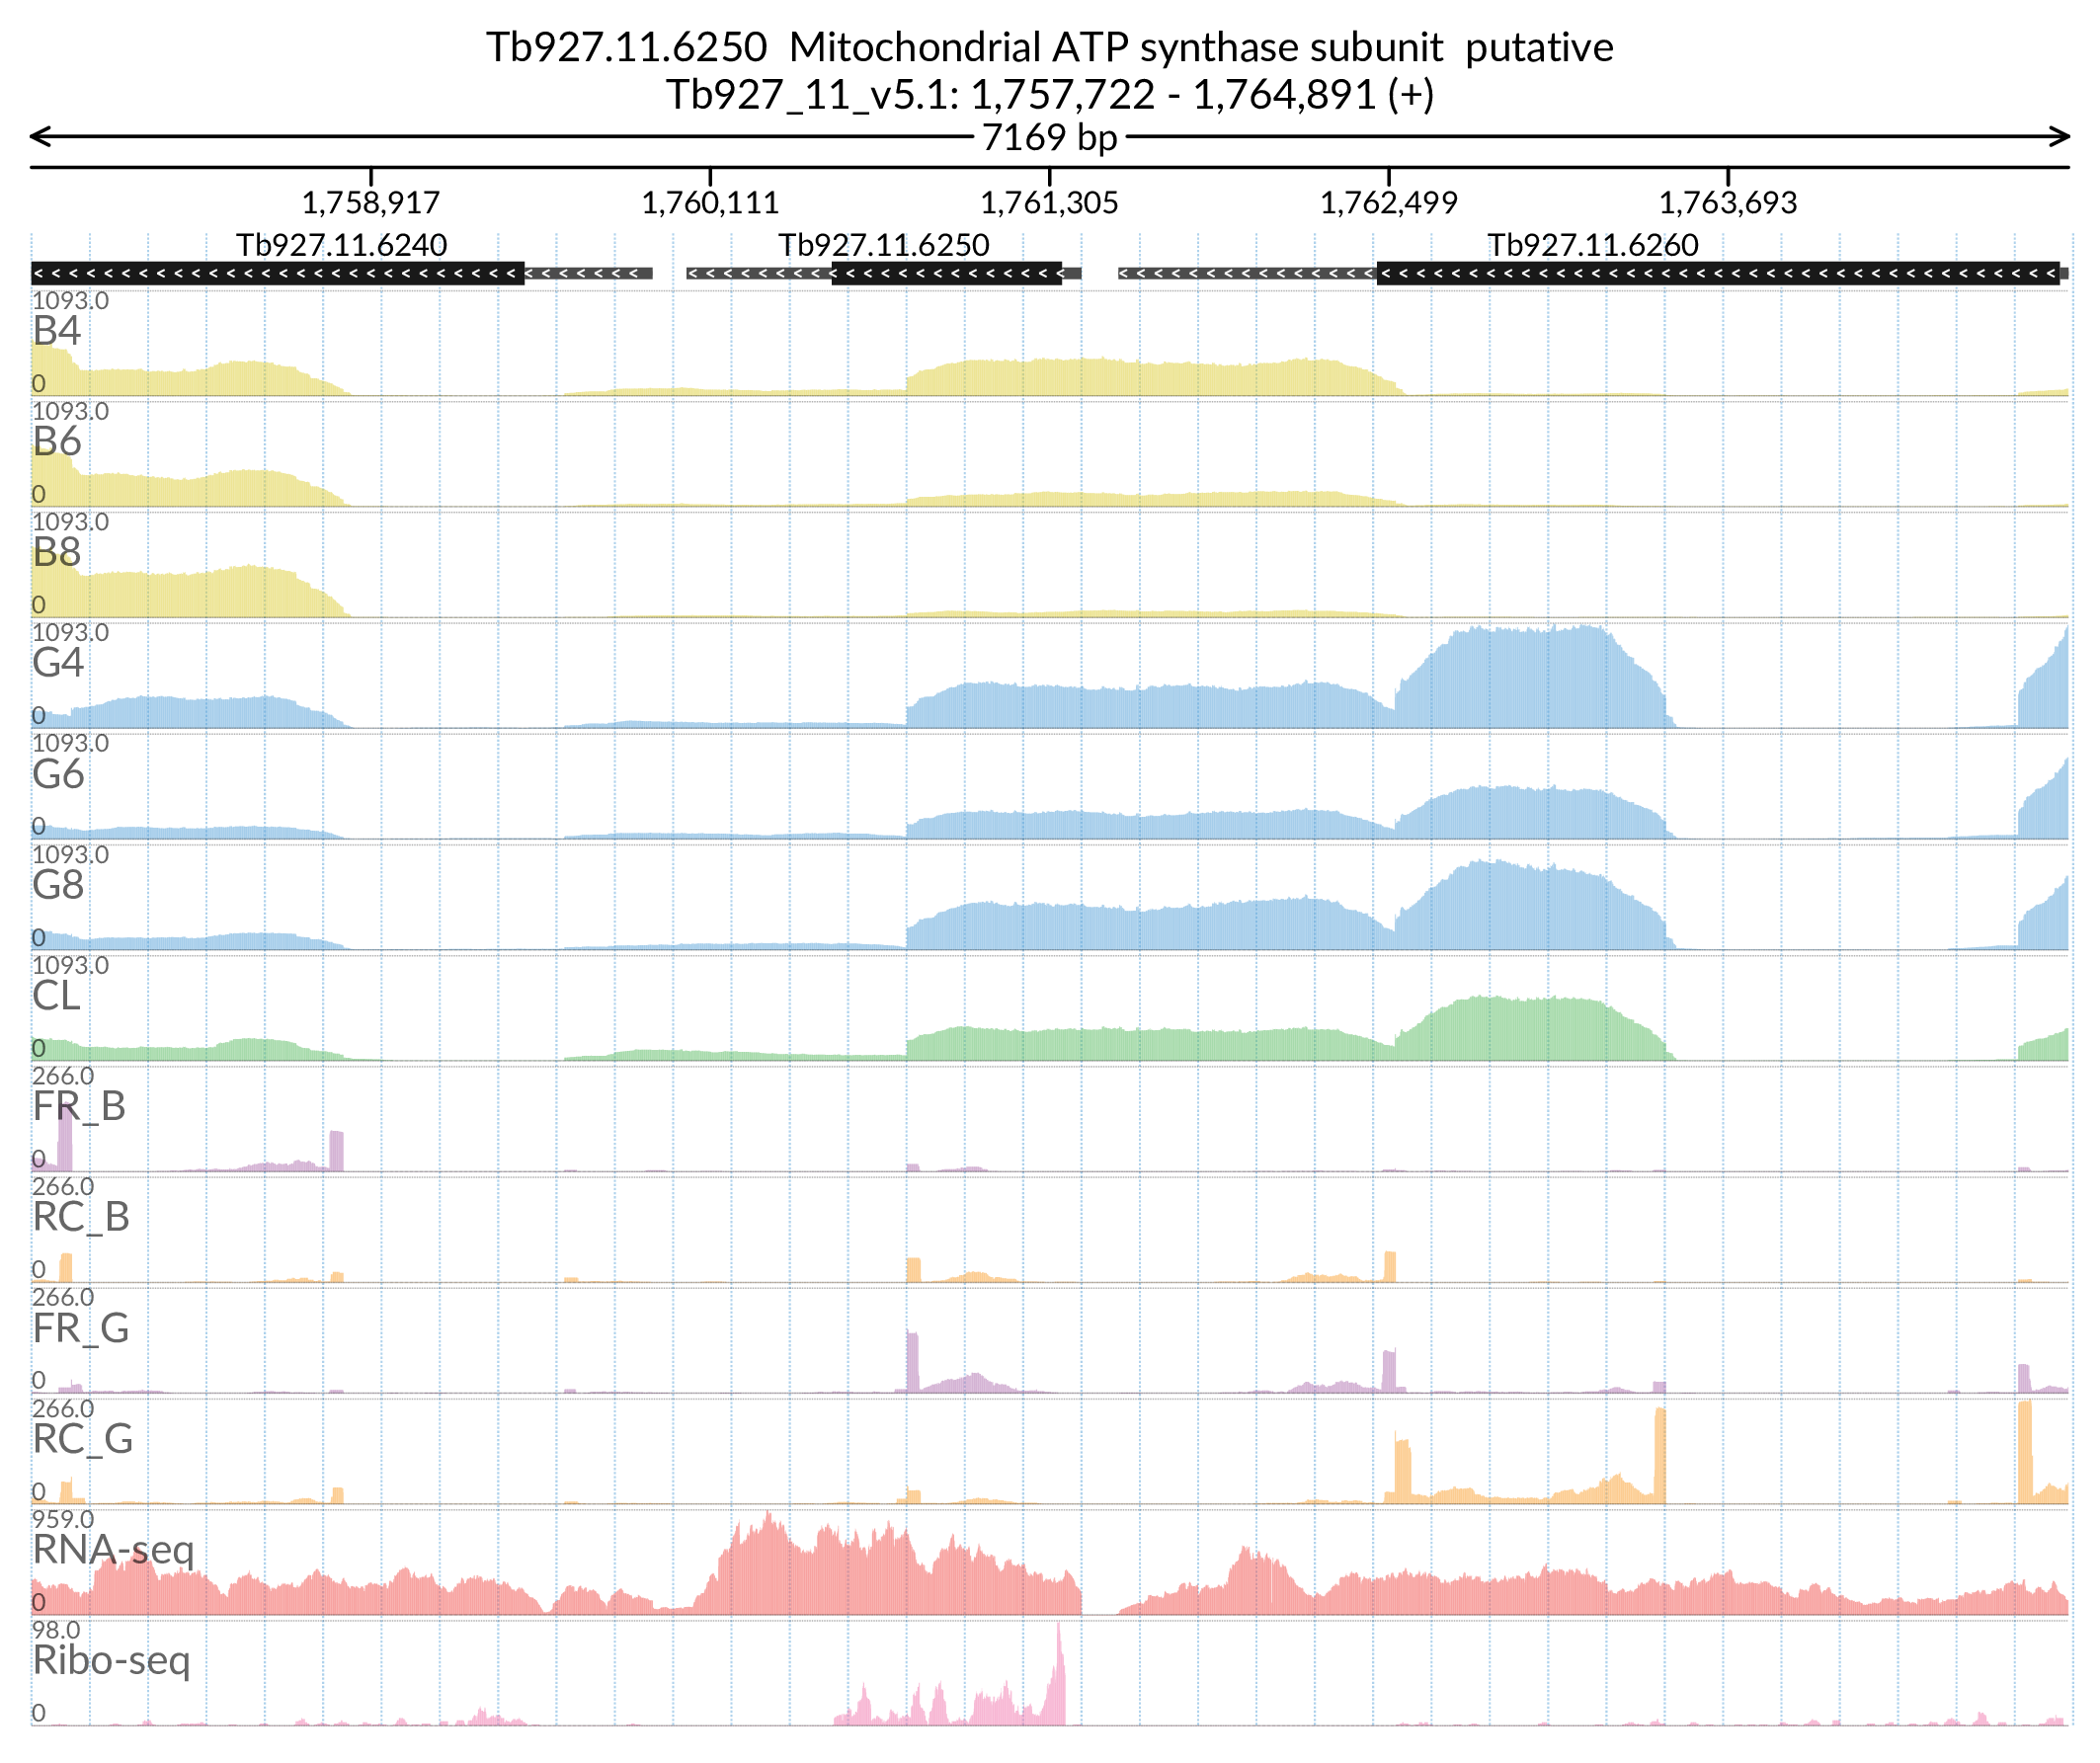 Tb927.11.6250  Mitochondrial ATP synthase subunit  putative
Tb927_11_v5.1: 1,757,722 - 1,764,891 (+)
7169 bp
1,758,917 1,760,111 1,761,305 1,762,499 1,763,693
Tb927.11.6240 Tb927.11.6250 Tb927.11.6260
1093.0
B4
0
1093.0
B6
0
1093.0
B8
0
1093.0
G4
0
1093.0
G6
0
1093.0
G8
0
1093.0
CL
0
266.0
FR_B
0
266.0
RC_B
0
266.0
FR_G
0
266.0
RC_G
0
959.0
RNA-seq
0
98.0
Ribo-seq
0